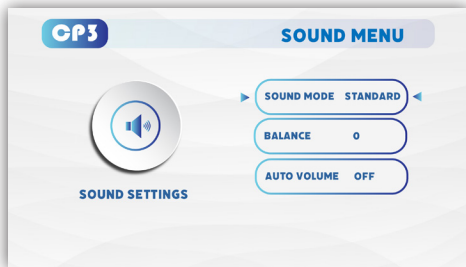 CP3
SOUND MENU
SOUND MODE STANDARD
BALANCE 0
AUTO VOLUME OFF
SOUND SETTINGS